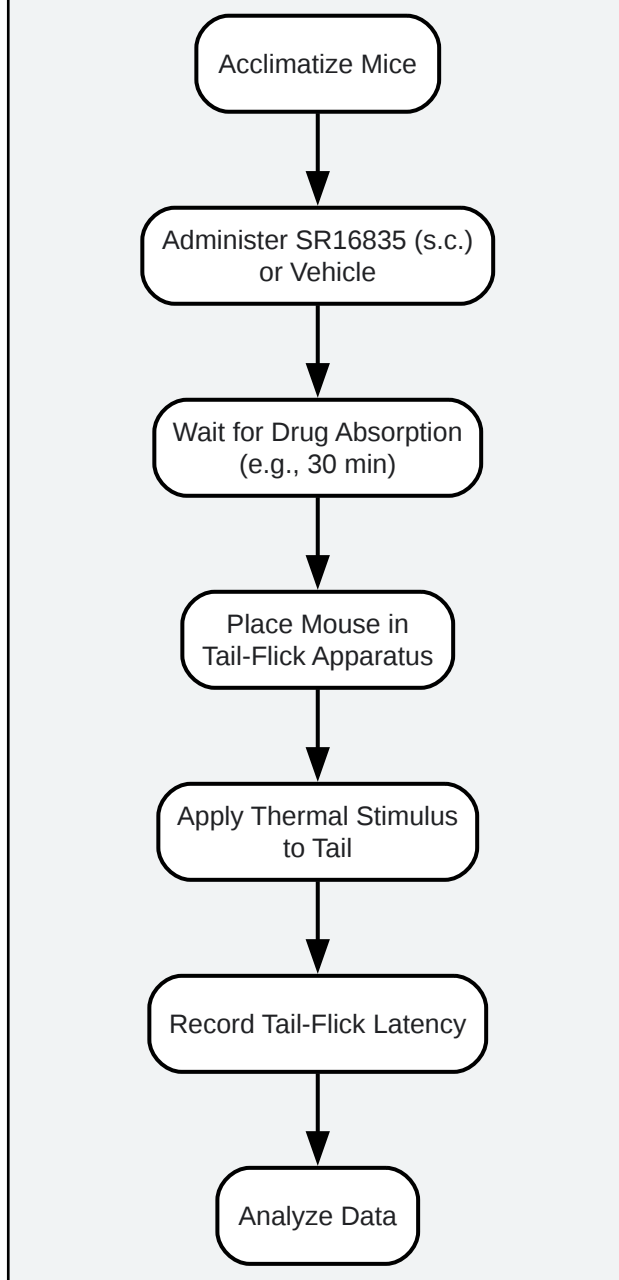 Acclimatize Mice
Administer SR16835 (s.c.)
or Vehicle
Wait for Drug Absorption
(e.g., 30 min)
Place Mouse in
Tail-Flick Apparatus
Apply Thermal Stimulus
to Tail
Record Tail-Flick Latency
Analyze Data